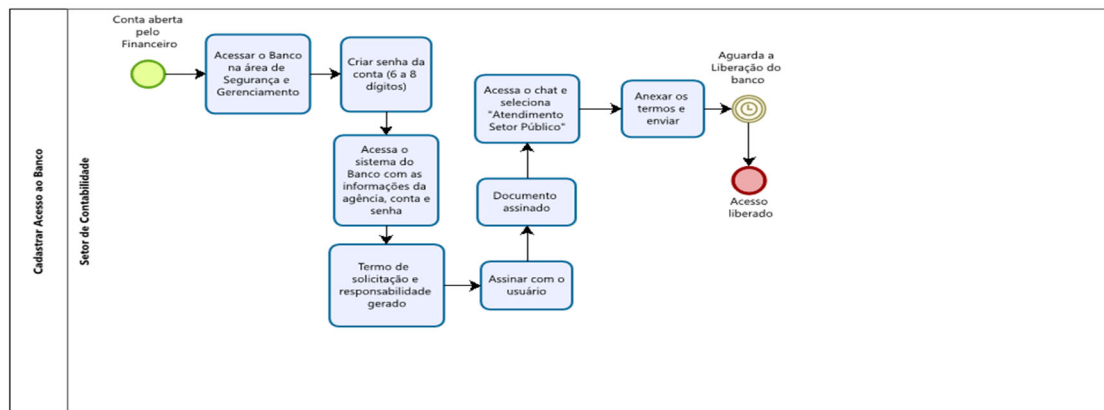 Cadastrar Acesso ao Banco
Setor de Contabilidade
Conta aberta
pelo
Financeiro
Acessar o Banco
na área de
Segurança e
Gerenciamento
Criar senha da
conta (6 a 8
dígitos)
Acessa o
sistema do
Banco com as
informações da
agência, conta e
senha
Termo de
solicitação e
responsabilidade
gerado
Assinar com o
usuário
Documento
assinado
Acessa o chat e
seleciona
"Atendimento
Setor Público"
Anexar os
termos e
enviar
Aguarda a
Liberação do
banco
Acesso
liberado